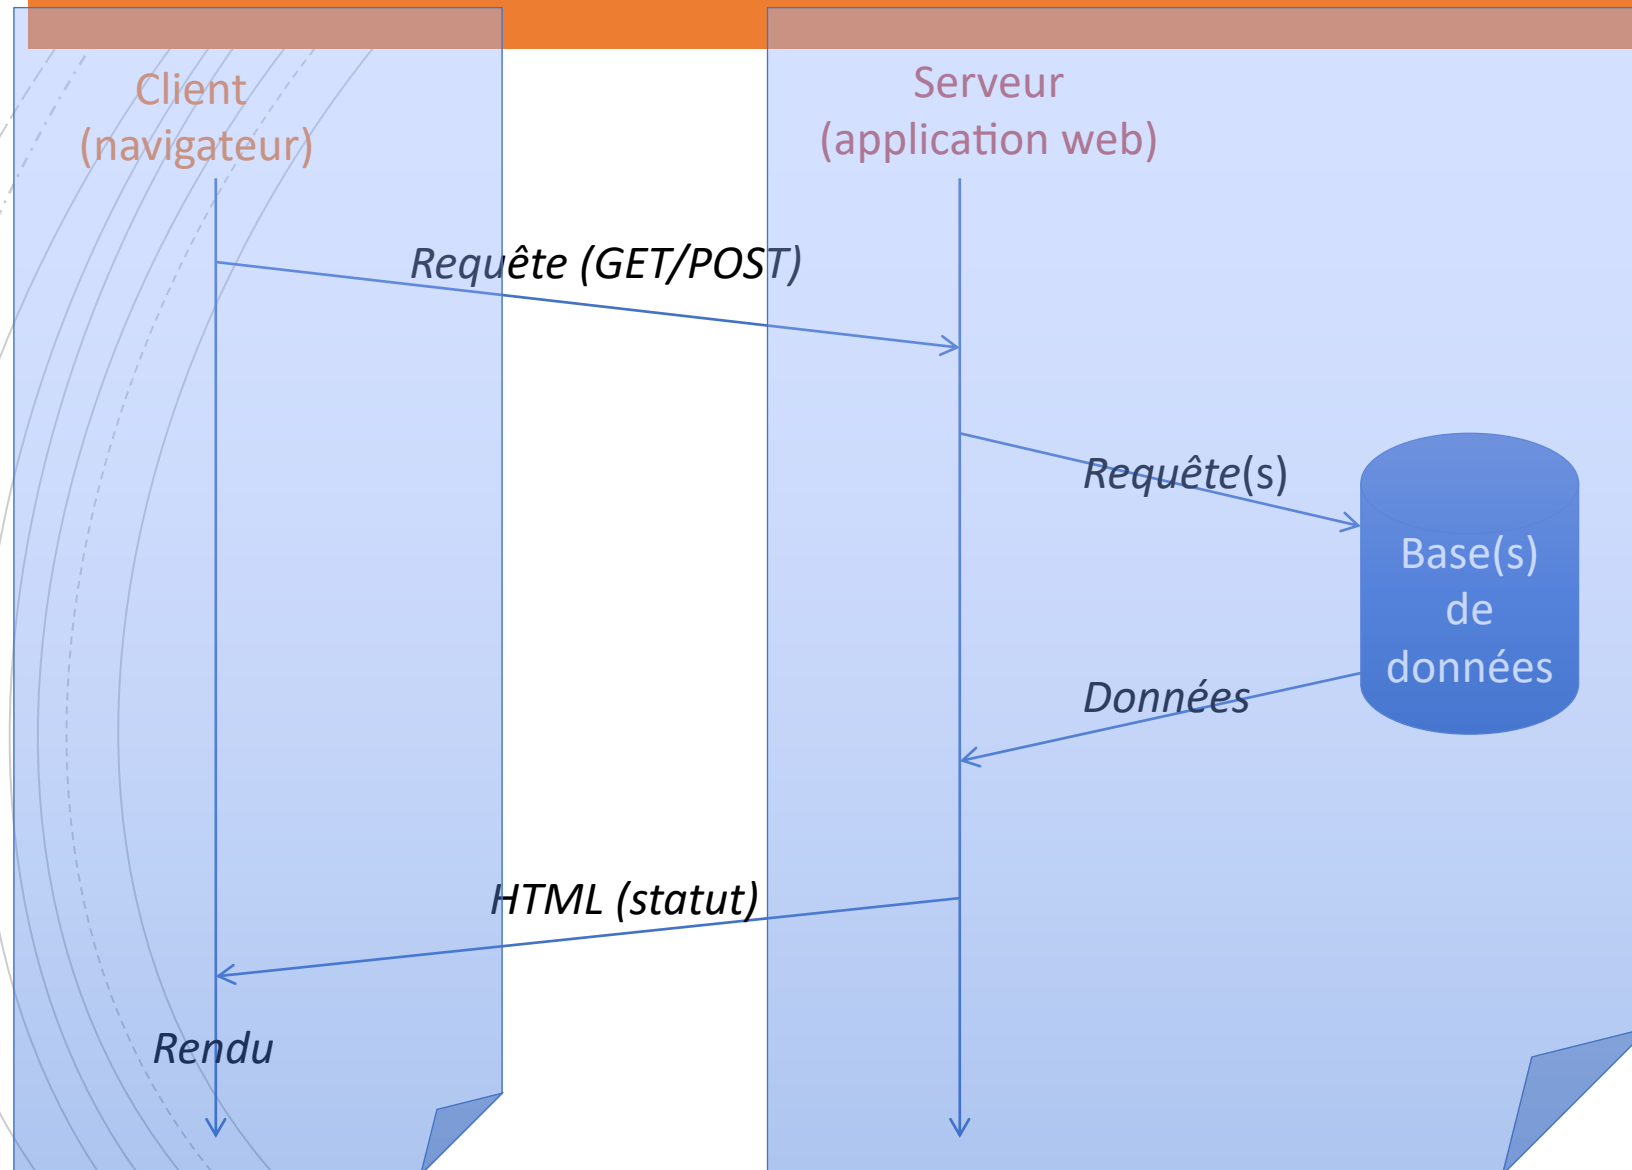 Client
(navigateur)
Serveur
(application web)
Requête (GET/POST)
Requête(s)
Base(s)
de
données
Données
HTML (statut)
Rendu